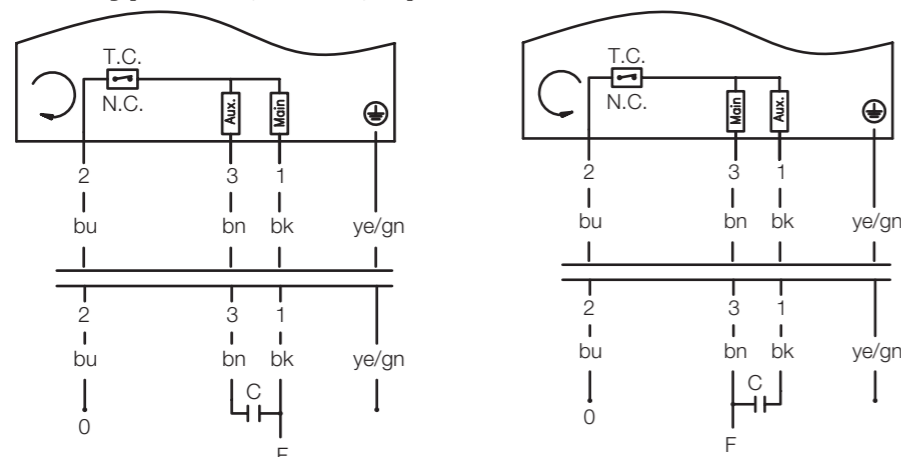 T.C.
N.C.
Aux.
Main
2 3 1
bu bn bk ye/gn
2 3 1
bu bn bk ye/gn
C
0
F
T.C.
N.C.
Main
Aux.
2 3 1
bu bn bk ye/gn
2 3 1
bu bn bk ye/gn
C
0
F